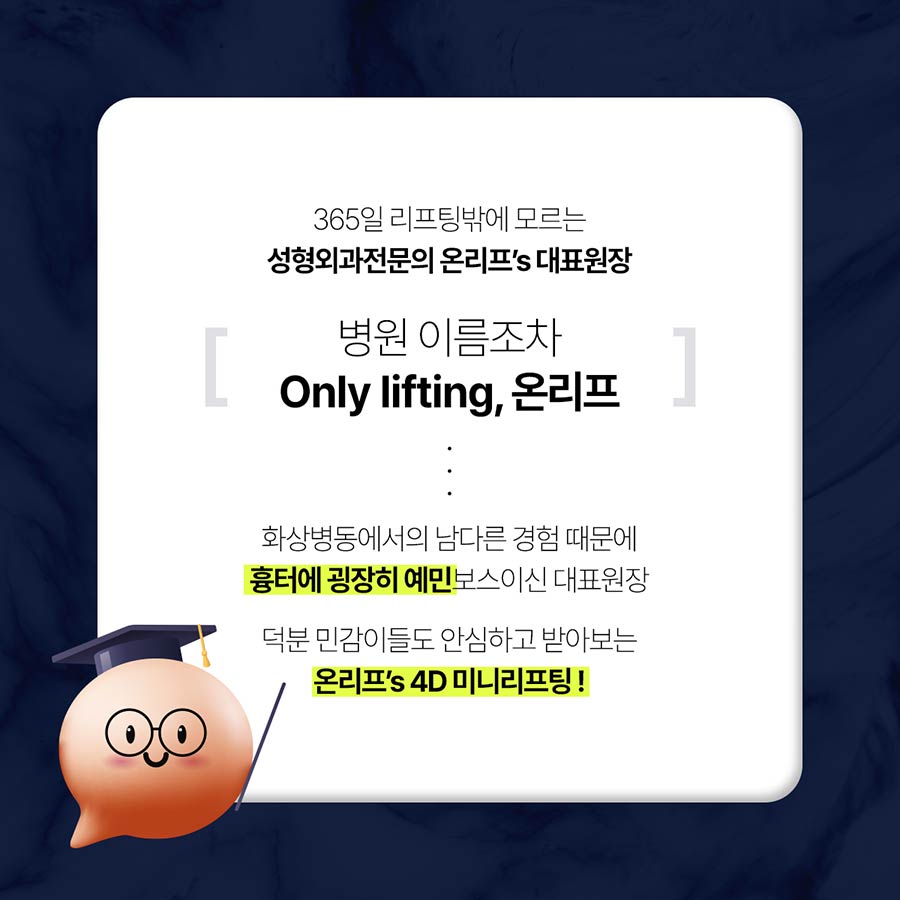 365일 리프팅밖에 모르는
성형외과전문의 온리프’s 대표원장
병원 이름조차
Only lifting, 온리프
화상병동에서의 남다른 경험 때문에
흉터에 굉장히 예민보스이신 대표원장
덕분 민감이들도 안심하고 받아보는
온리프’s 4D 미니리프팅 !